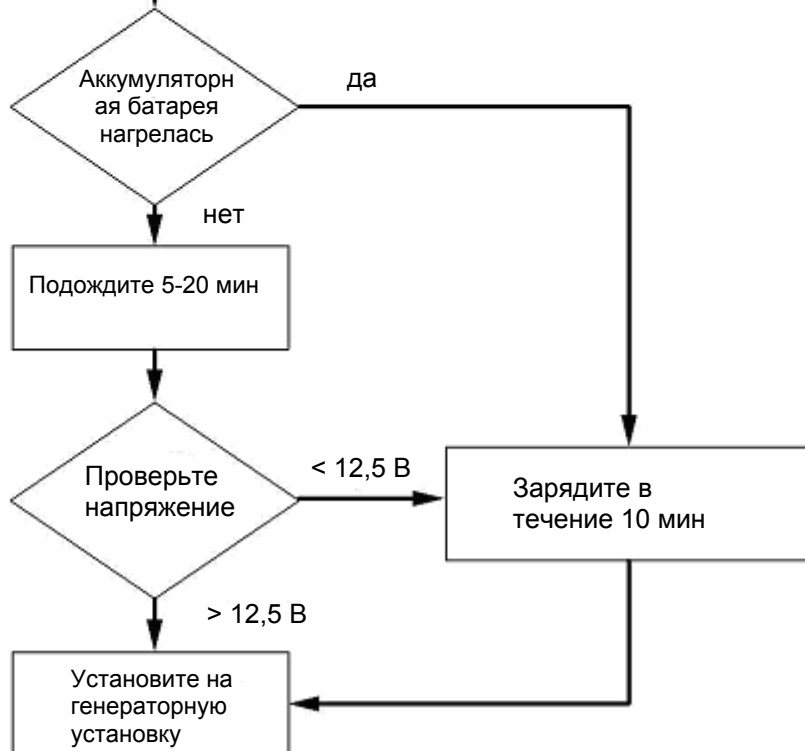 Аккумуляторн
ая батарея
нагрелась
да
нет
Подождите 5-20 мин
Проверьте
напряжение
< 12,5 В
Зарядите в
течение 10 мин
> 12,5 В
Установите на
генераторную
установку